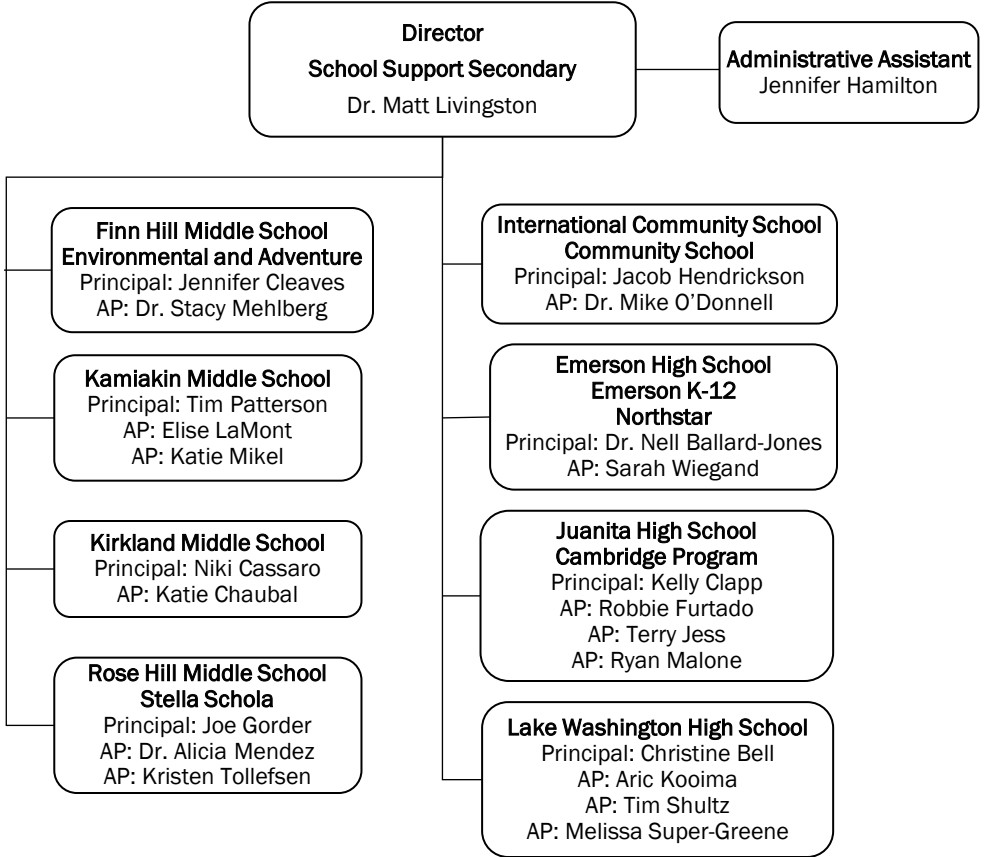 Director
School Support Secondary
Dr. Matt Livingston
Administrative Assistant
Jennifer Hamilton
Finn Hill Middle School
Environmental and Adventure
Principal: Jennifer Cleaves
AP: Dr. Stacy Mehlberg
Kamiakin Middle School
Principal: Tim Patterson
AP: Elise LaMont
AP: Katie Mikel
Kirkland Middle School
Principal: Niki Cassaro
AP: Katie Chaubal
Rose Hill Middle School
Stella Schola
Principal: Joe Gorder
AP: Dr. Alicia Mendez
AP: Kristen Tollefsen
International Community School
Community School
Principal: Jacob Hendrickson
AP: Dr. Mike O’Donnell
Emerson High School
Emerson K-12
Northstar
Principal: Dr. Nell Ballard-Jones
AP: Sarah Wiegand
Juanita High School
Cambridge Program
Principal: Kelly Clapp
AP: Robbie Furtado
AP: Terry Jess
AP: Ryan Malone
Lake Washington High School
Principal: Christine Bell
AP: Aric Kooima
AP: Tim Shultz
AP: Melissa Super-Greene